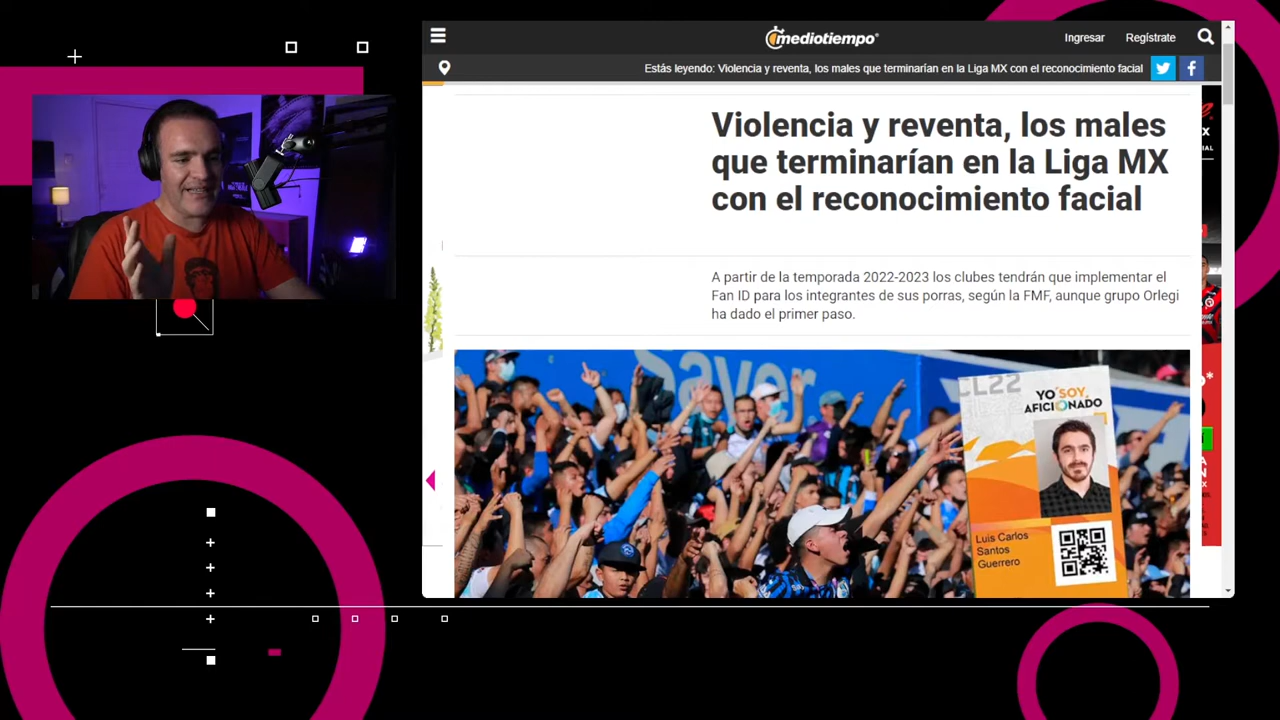 mediotiempo
Ingresar
Regístrate
Estás leyendo: Violencia y reventa, los males que terminarían en la Liga MX con el reconocimiento facial
Violencia y reventa, los males
que terminarían en la Liga MX
con el reconocimiento facial
A partir de la temporada 2022-2023 los clubes tendrán que implementar el
Fan ID para los integrantes de sus porras, según la FMF, aunque grupo Orlegi
ha dado el primer paso.
CL22
YO SOY
AFICIONADO
Luis Carlos
Santos
Guerrero